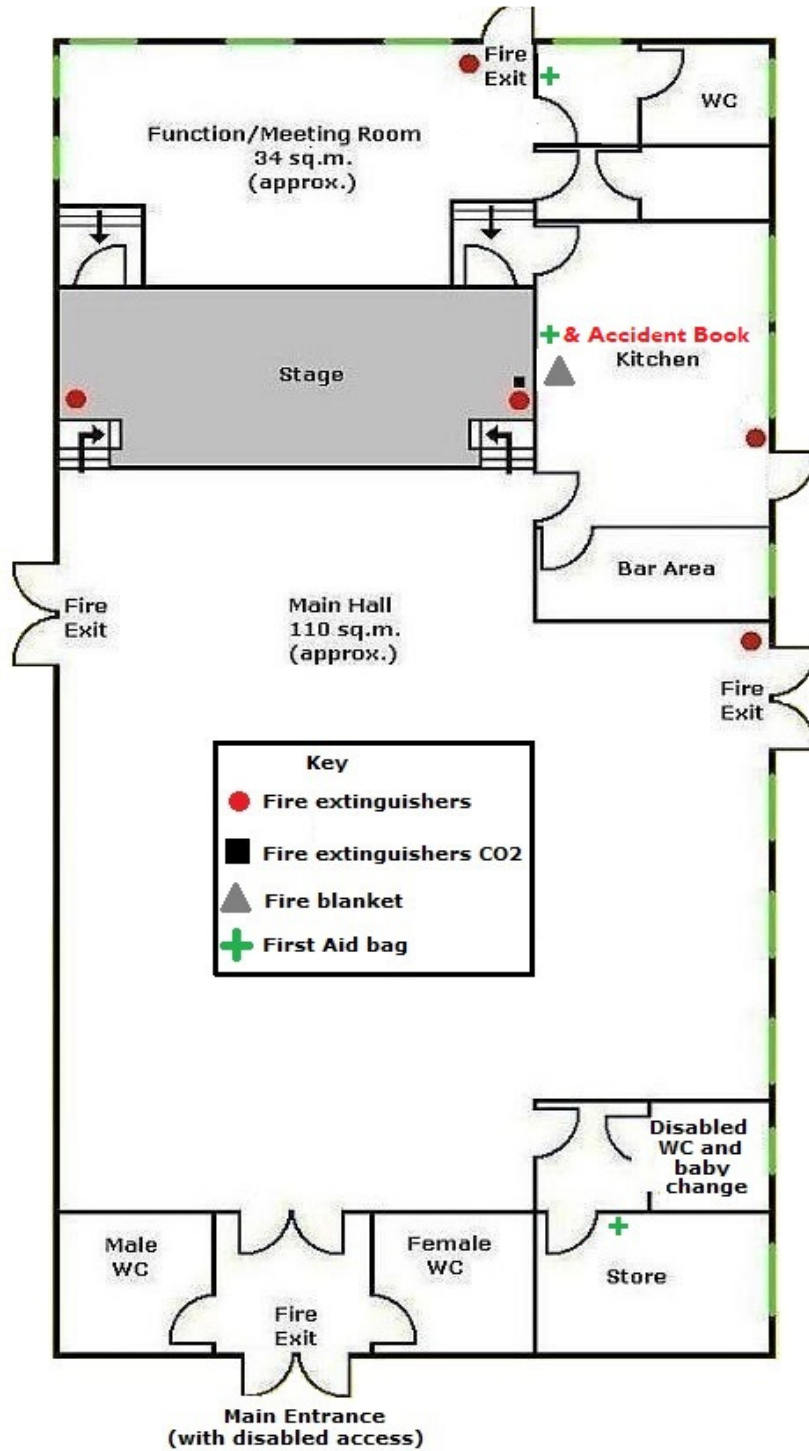 Fire
Exit
WC
Function/Meeting Room
34 sq.m.
(approx.)
& Accident Book
Kitchen
Stage
Bar Area
Fire
Exit
Main Hall
110 sq.m.
(approx.)
Fire
Exit
Key
Fire extinguishers
Fire extinguishers CO2
Fire blanket
First Aid bag
Disabled
WC and
baby
change
Male
WC
Fire
Exit
Female
WC
Store
Main Entrance
(with disabled access)